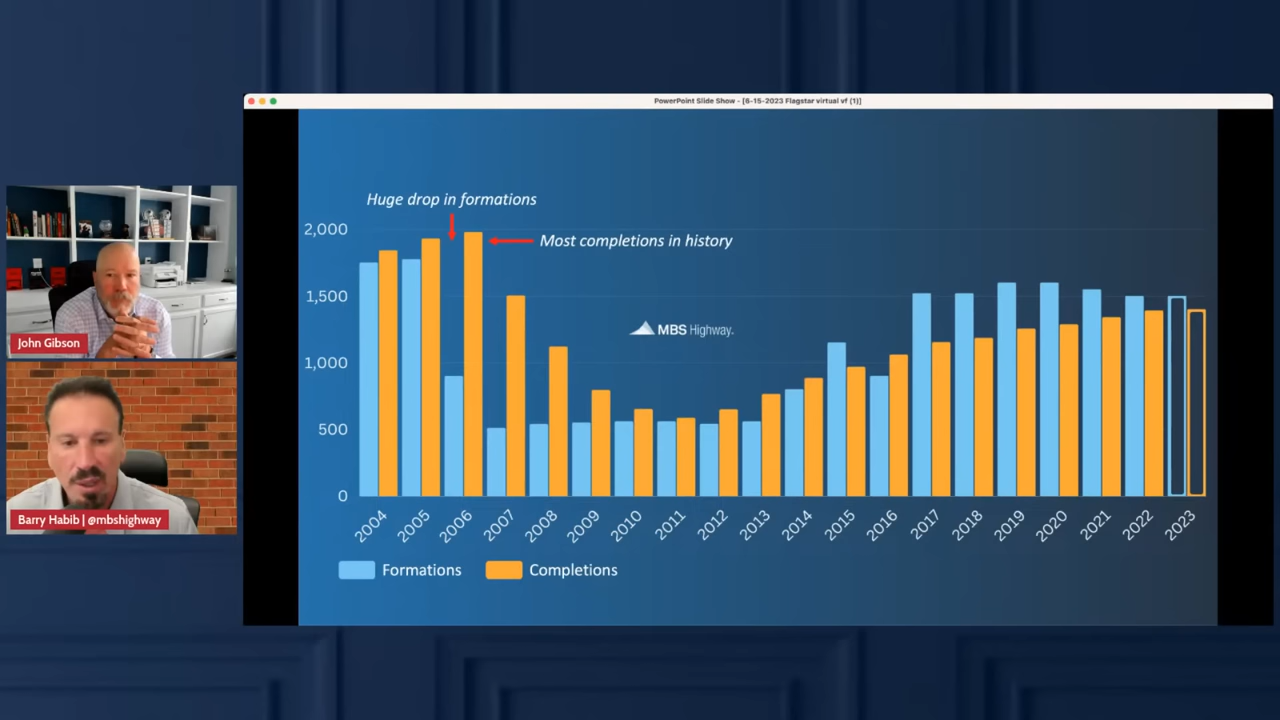 PowerPoint Slide Show - [8-15-2023 Flagstar virtual vf (1)]
Huge drop in formations
Most completions in history
2,000
1,500
1,000
500
0
MBS Highway.
2004 2005 2006 2007 2008 2009 2010 2011 2012 2013 2014 2015 2016 2017 2018 2019 2020 2021 2022 2023
Formations Completions
John Gibson
Barry Habib | @mbshighway